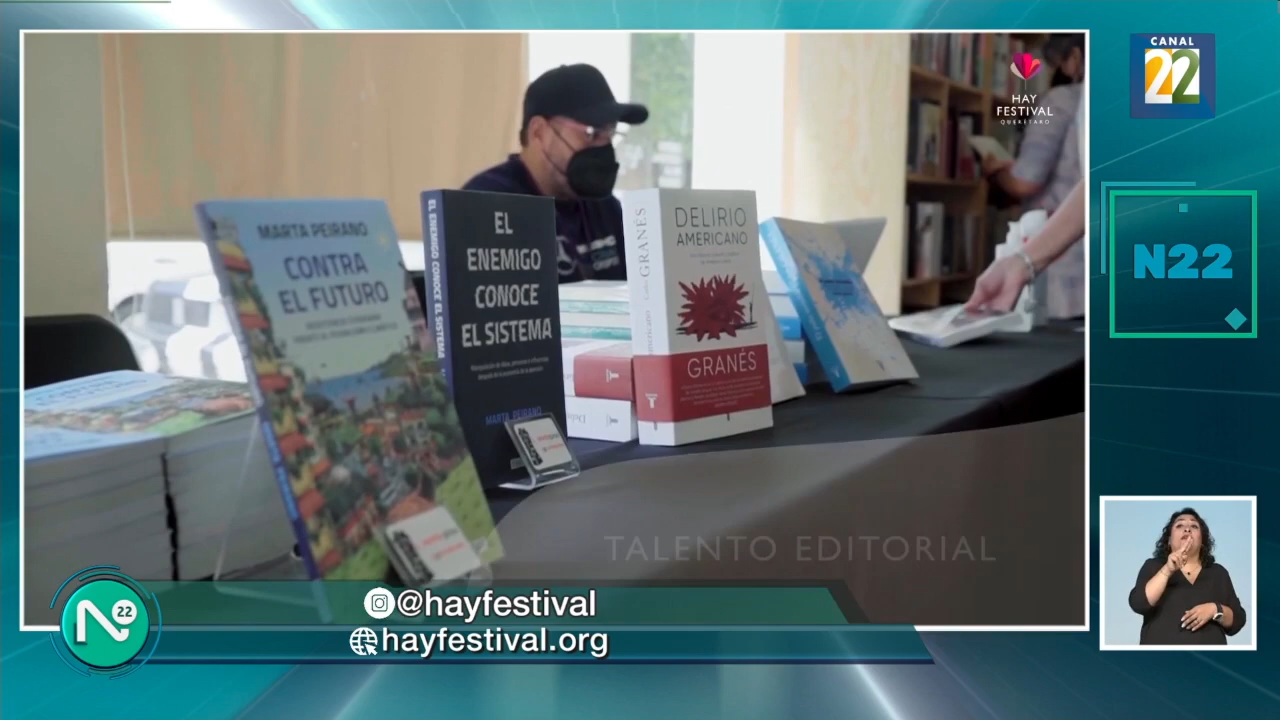 CANAL
22
HAY
FESTIVAL
QUERÉTARO
N22
MARTA PEIRANO
CONTRA
EL FUTURO
EL ENEMIGO CONOCE EL SISTEMA
EL
ENEMIGO
CONOCE
EL SISTEMA
MARTA PEIRANO
GRANÉS
DELIRIO
AMERICANO
GRANÉS
TALENTO EDITORIAL
N22
@hayfestival
hayfestival.org